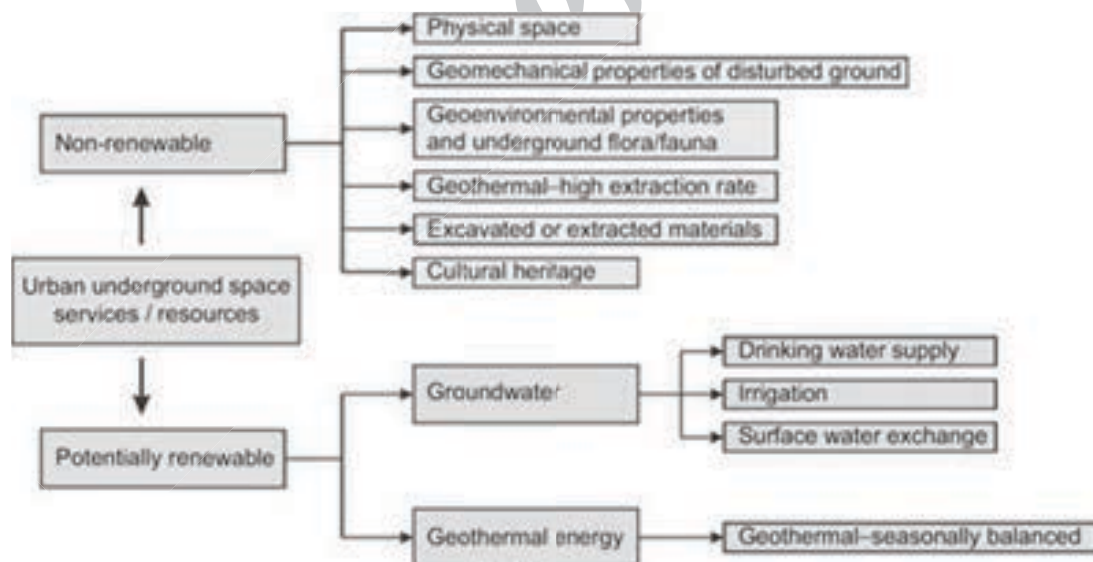 Physical space
Geomechanical properties of disturbed ground
Geoenvironmental properties
and underground flora/fauna
Non-renewable
Geothermal–high extraction rate
Excavated or extracted materials
Cultural heritage
Urban underground space
services / resources
Drinking water supply
Groundwater
Irrigation
Surface water exchange
Potentially renewable
Geothermal energy
Geothermal–seasonally balanced